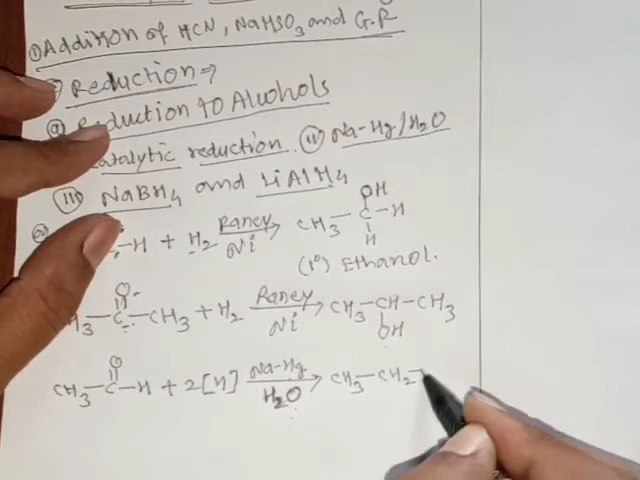 ① Addition of HCN, NaHSO3 and G.R
Reduction ⇒
ⓐ Reduction to Alcohols
Catalytic reduction. (ii) Na-Hg/H2O
(iii) NaBH4 and LiAlH4
-H + H2 Raney Ni → CH3-C-H OH H
(1°) Ethanol.
H3-C-CH3 + H2 Raney Ni → CH3-CH-CH3 OH
CH3-C-H + 2[H] Na-Hg H2O → CH3-CH2-